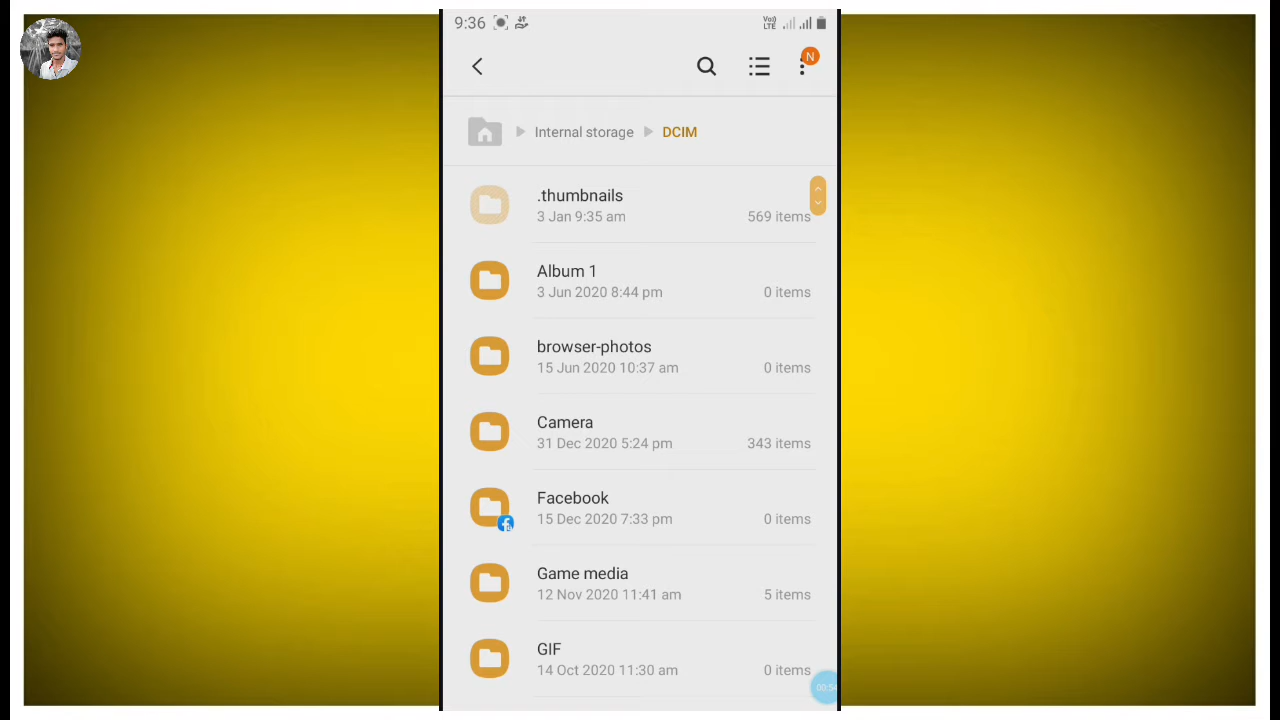 9:36
Vo) LTE
N
Internal storage
DCIM
.thumbnails
3 Jan 9:35 am
569 items
Album 1
3 Jun 2020 8:44 pm
0 items
browser-photos
15 Jun 2020 10:37 am
0 items
Camera
31 Dec 2020 5:24 pm
343 items
Facebook
15 Dec 2020 7:33 pm
0 items
Game media
12 Nov 2020 11:41 am
5 items
GIF
14 Oct 2020 11:30 am
0 items